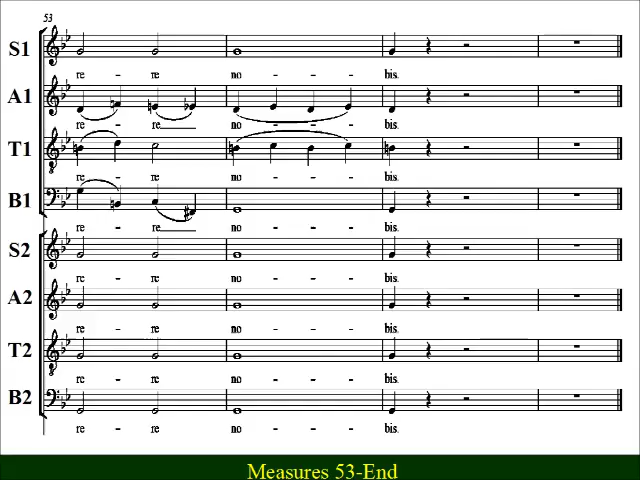 53
S1
re - re no - - - bis.
A1
re - re no - - - bis.
T1
re - re no - - - bis.
B1
re - re no - - - bis.
S2
re - re no - - - bis.
A2
re - re no - - - bis.
T2
re - re no - - - bis.
B2
re - re no - - - bis.
Measures 53-End